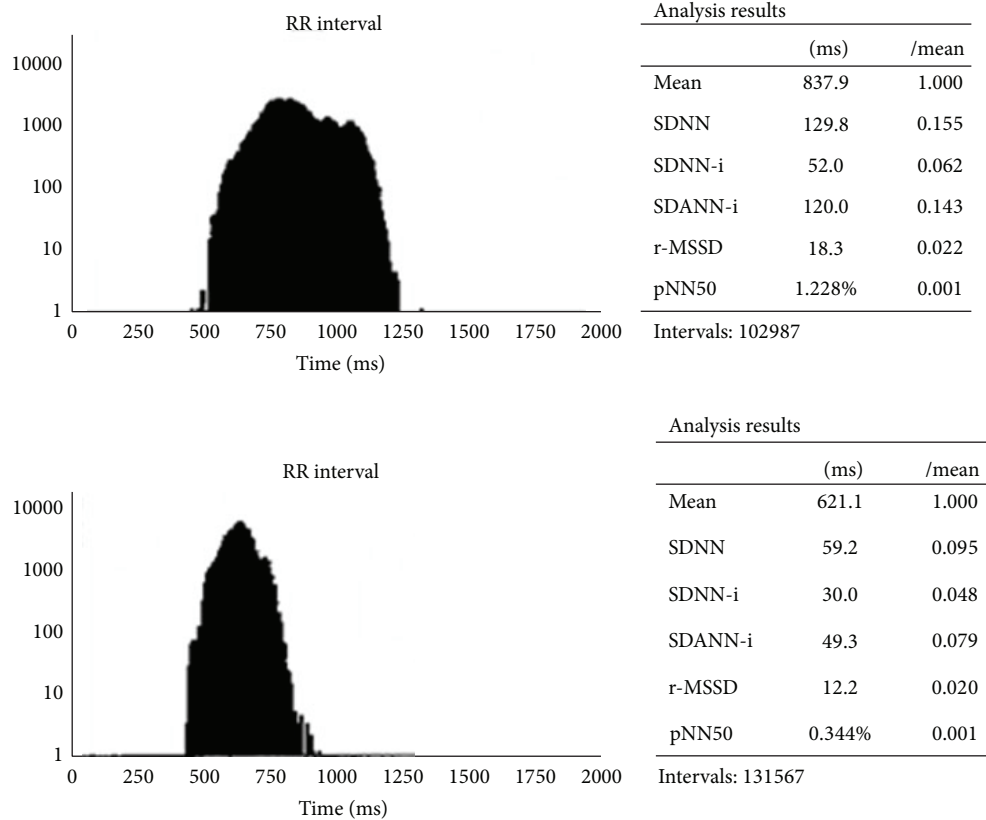 RR interval
10000
1000
100
10
1
0 250 500 750 1000 1250 1500 1750 2000
Time (ms)
Analysis results
(ms) /mean
Mean 837.9 1.000
SDNN 129.8 0.155
SDNN-i 52.0 0.062
SDANN-i 120.0 0.143
r-MSSD 18.3 0.022
pNN50 1.228% 0.001
Intervals: 102987
RR interval
10000
1000
100
10
1
0 250 500 750 1000 1250 1500 1750 2000
Time (ms)
Analysis results
(ms) /mean
Mean 621.1 1.000
SDNN 59.2 0.095
SDNN-i 30.0 0.048
SDANN-i 49.3 0.079
r-MSSD 12.2 0.020
pNN50 0.344% 0.001
Intervals: 131567